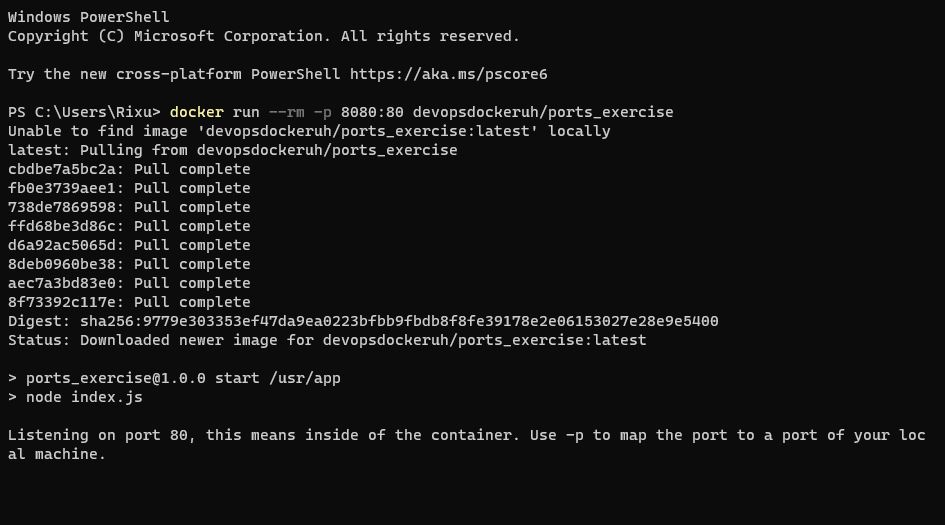 Windows PowerShell
Copyright (C) Microsoft Corporation. All rights reserved.
Try the new cross-platform PowerShell https://aka.ms/pscore6
PS C:\Users\Rixu> docker run --rm -p 8080:80 devopsdockeruh/ports_exercise
Unable to find image 'devopsdockeruh/ports_exercise:latest' locally
latest: Pulling from devopsdockeruh/ports_exercise
cbdbe7a5bc2a: Pull complete
fb0e3739aee1: Pull complete
738de7869598: Pull complete
ffd68be3d86c: Pull complete
d6a92ac5065d: Pull complete
8deb0960be38: Pull complete
aec7a3bd83e0: Pull complete
8f73392c117e: Pull complete
Digest: sha256:9779e303353ef47da9ea0223bfbb9fbdb8f8fe39178e2e06153027e28e9e5400
Status: Downloaded newer image for devopsdockeruh/ports_exercise:latest
> ports_exercise@1.0.0 start /usr/app
> node index.js
Listening on port 80, this means inside of the container. Use -p to map the port to a port of your loc
al machine.